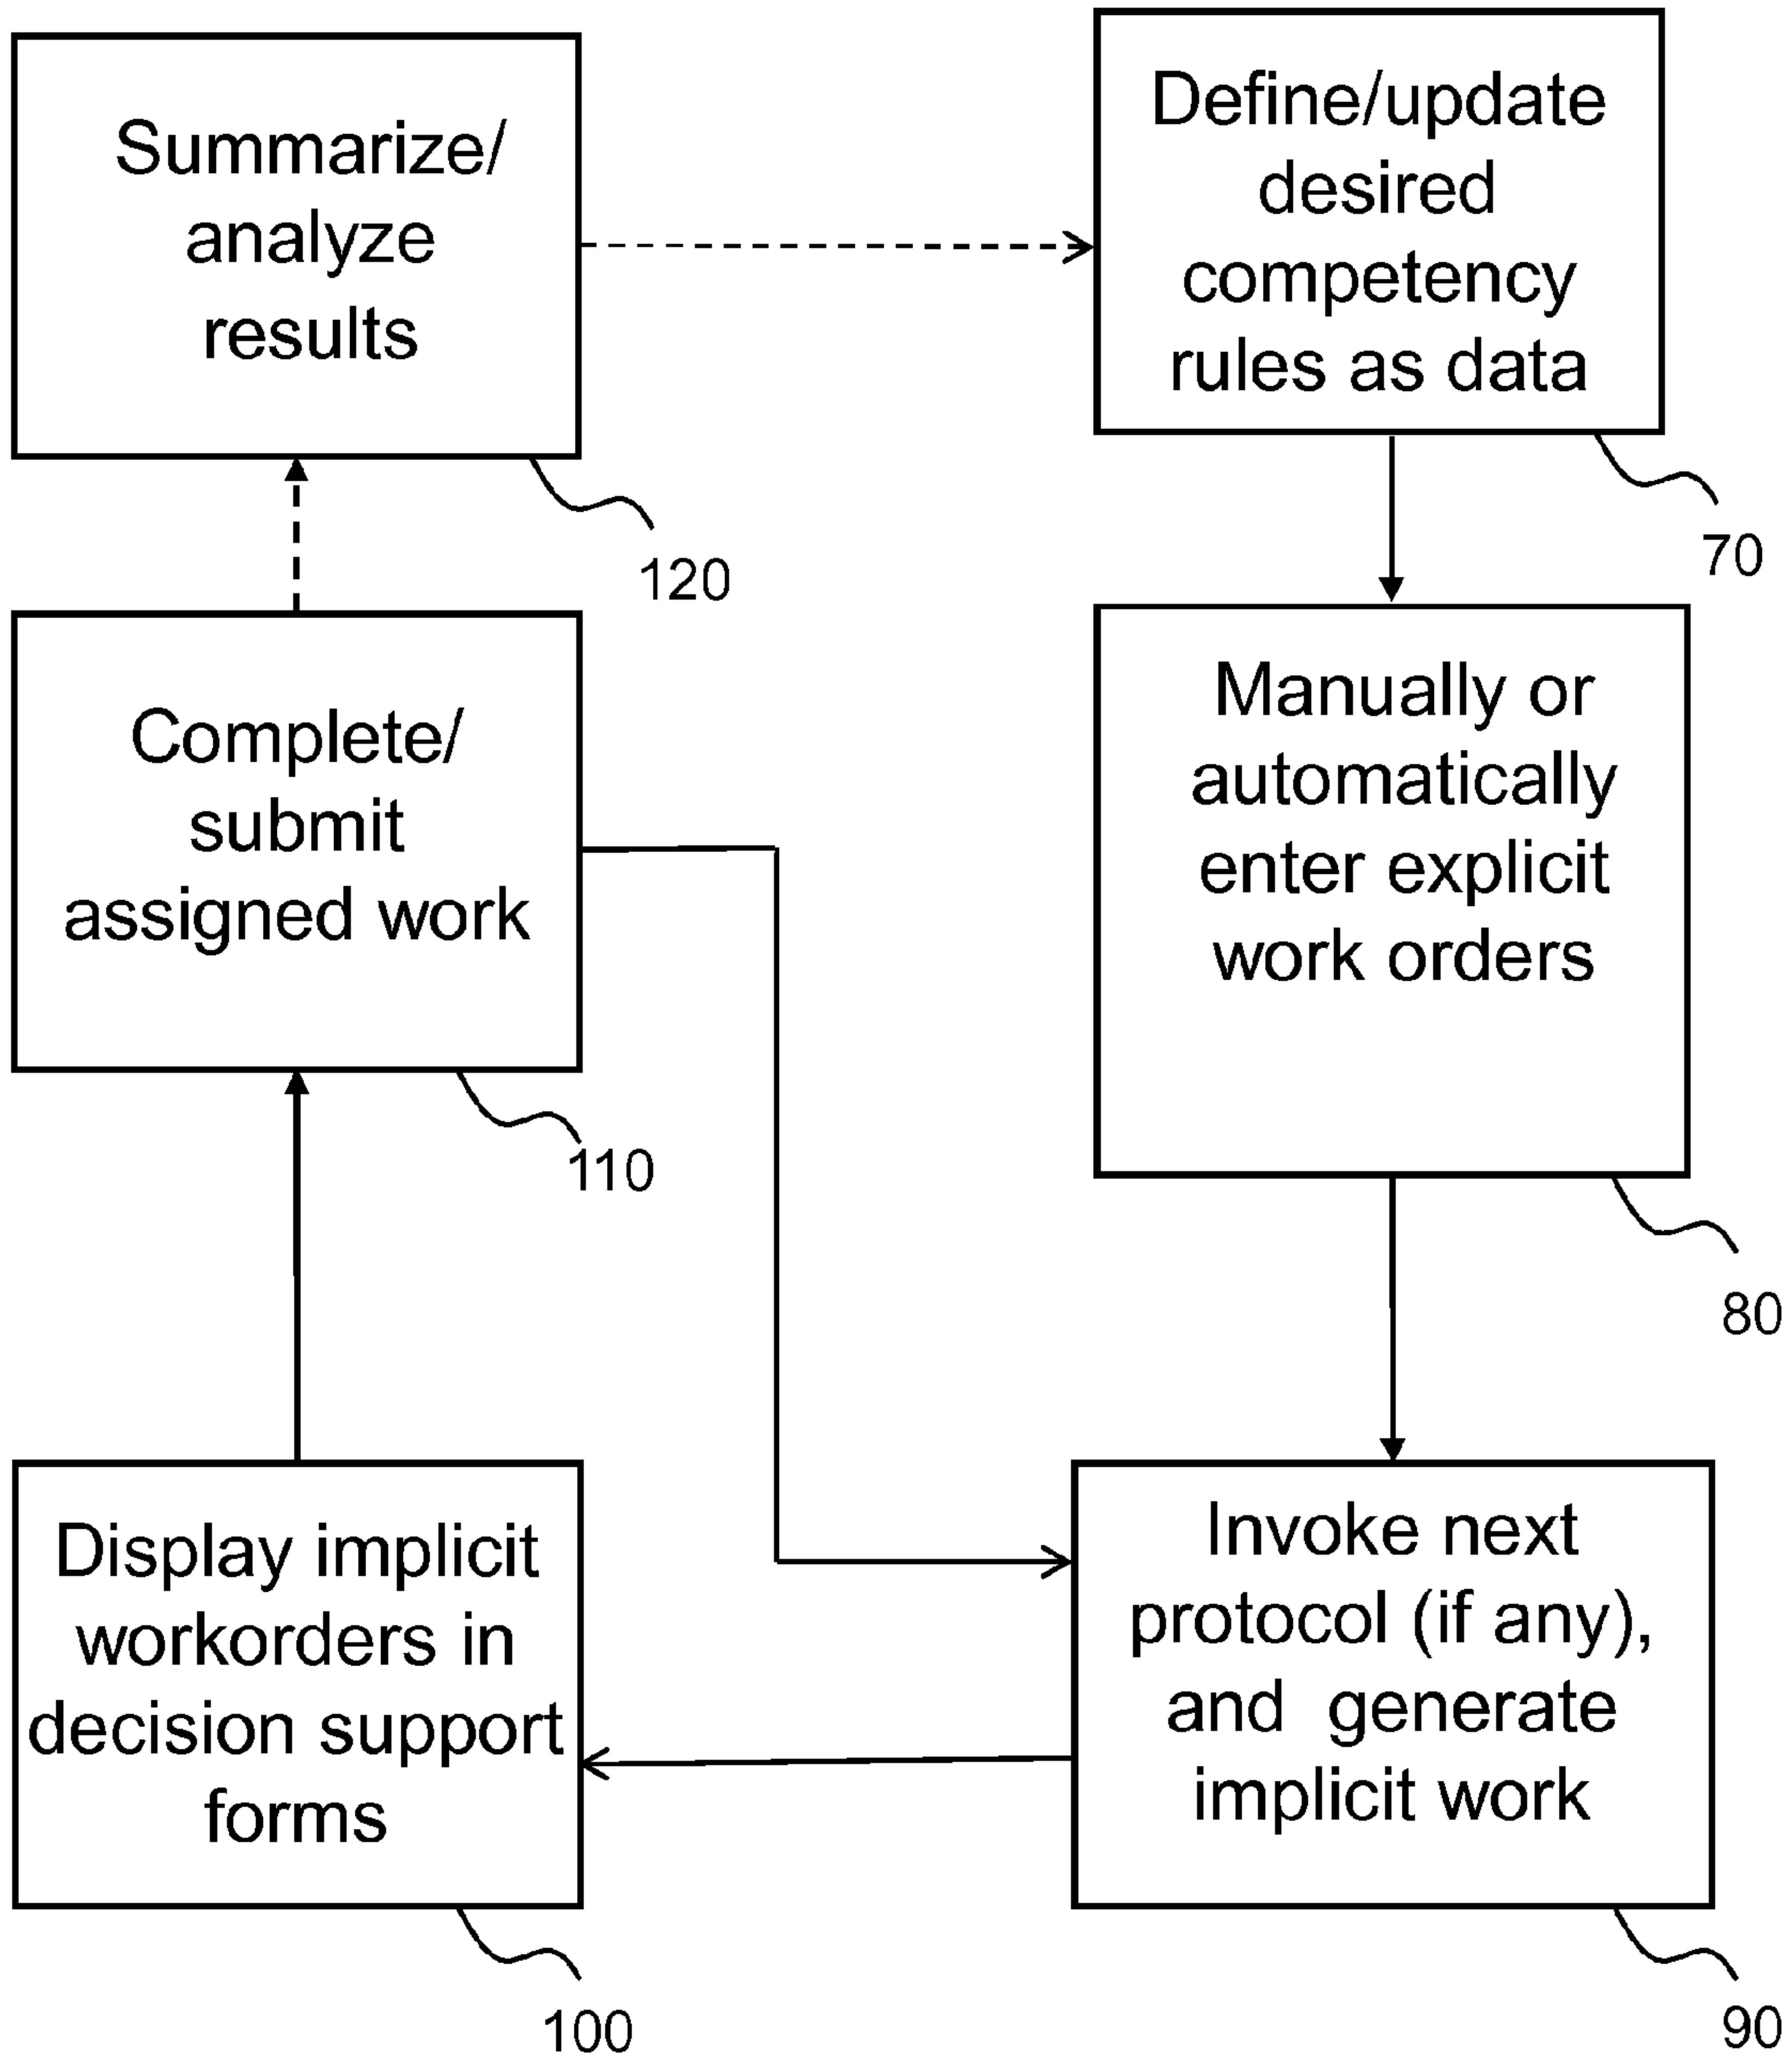 Summarize/
analyze
results
120
Define/update
desired
competency
rules as data
70
Complete/
submit
assigned work
110
Manually or
automatically
enter explicit
work orders
80
Display implicit
workorders in
decision support
forms
100
Invoke next
protocol (if any),
and generate
implicit work
90